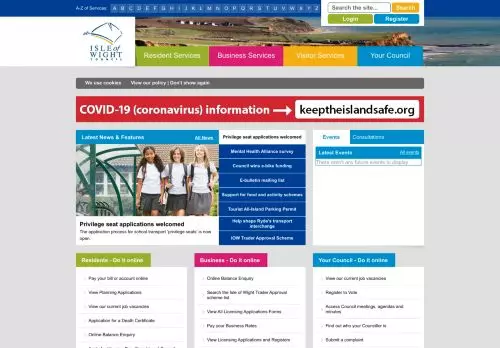 A-Z of Services: A B C D E F G H I J K L M N O P Q R S T U V W X Y Z
Search the site... Search
Login Register
ISLE of
WIGHT
COUNCIL
Resident Services Business Services Visitor Services Your Council
We use cookies View our policy | Don't show again
COVID-19 (coronavirus) information keeptheislandsafe.org
Latest News & Features All News
Privilege seat applications welcomed
The application process for school transport 'privilege seats' is now
open.
Privilege seat applications welcomed
Mental Health Alliance survey
Council wins e-bike funding
E-bulletin mailing list
Support for food and activity schemes
Tourist All-Island Parking Permit
Help shape Ryde's transport
interchange
IOW Trader Approval Scheme
Events Consultations
Latest Events All events
There aren't any future events to display
Residents - Do it online
Pay your bill or account online
View Planning Applications
View our current job vacancies
Application for a Death Certificate
Online Balance Enquiry
Business - Do it online
Online Balance Enquiry
Search the Isle of Wight Trader Approval
scheme list
View All Licensing Applications Forms
Pay your Business Rates
View Licensing Applications and Registers
Your Council - Do it online
View our current job vacancies
Register to Vote
Access Council meetings, agendas and
minutes
Find out who your Councillor is
Submit a complaint